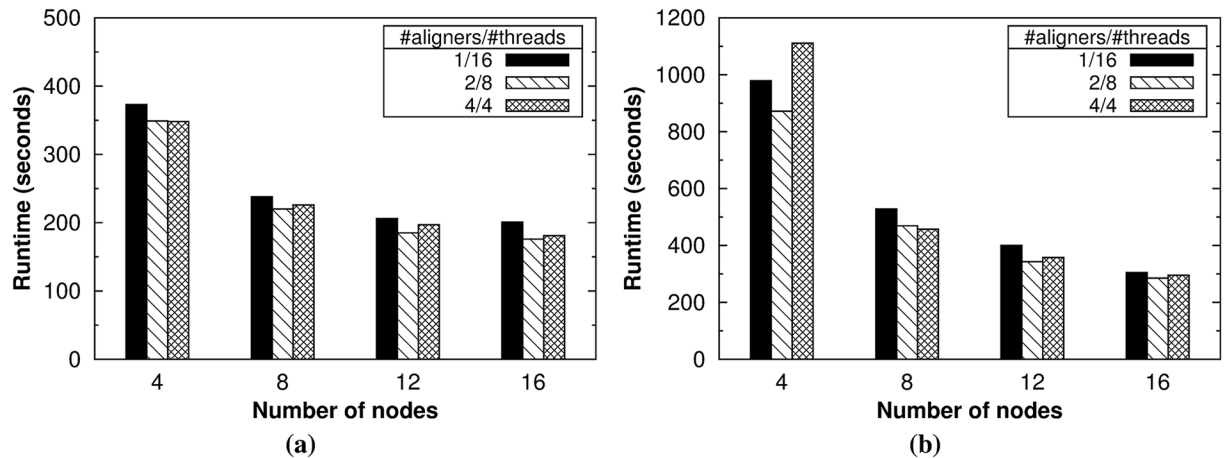 500
400
300
200
100
0
Runtime (seconds)
#aligners/#threads
1/16
2/8
4/4
4 8 12 16
Number of nodes
(a)
1200
1000
800
600
400
200
0
Runtime (seconds)
#aligners/#threads
1/16
2/8
4/4
4 8 12 16
Number of nodes
(b)